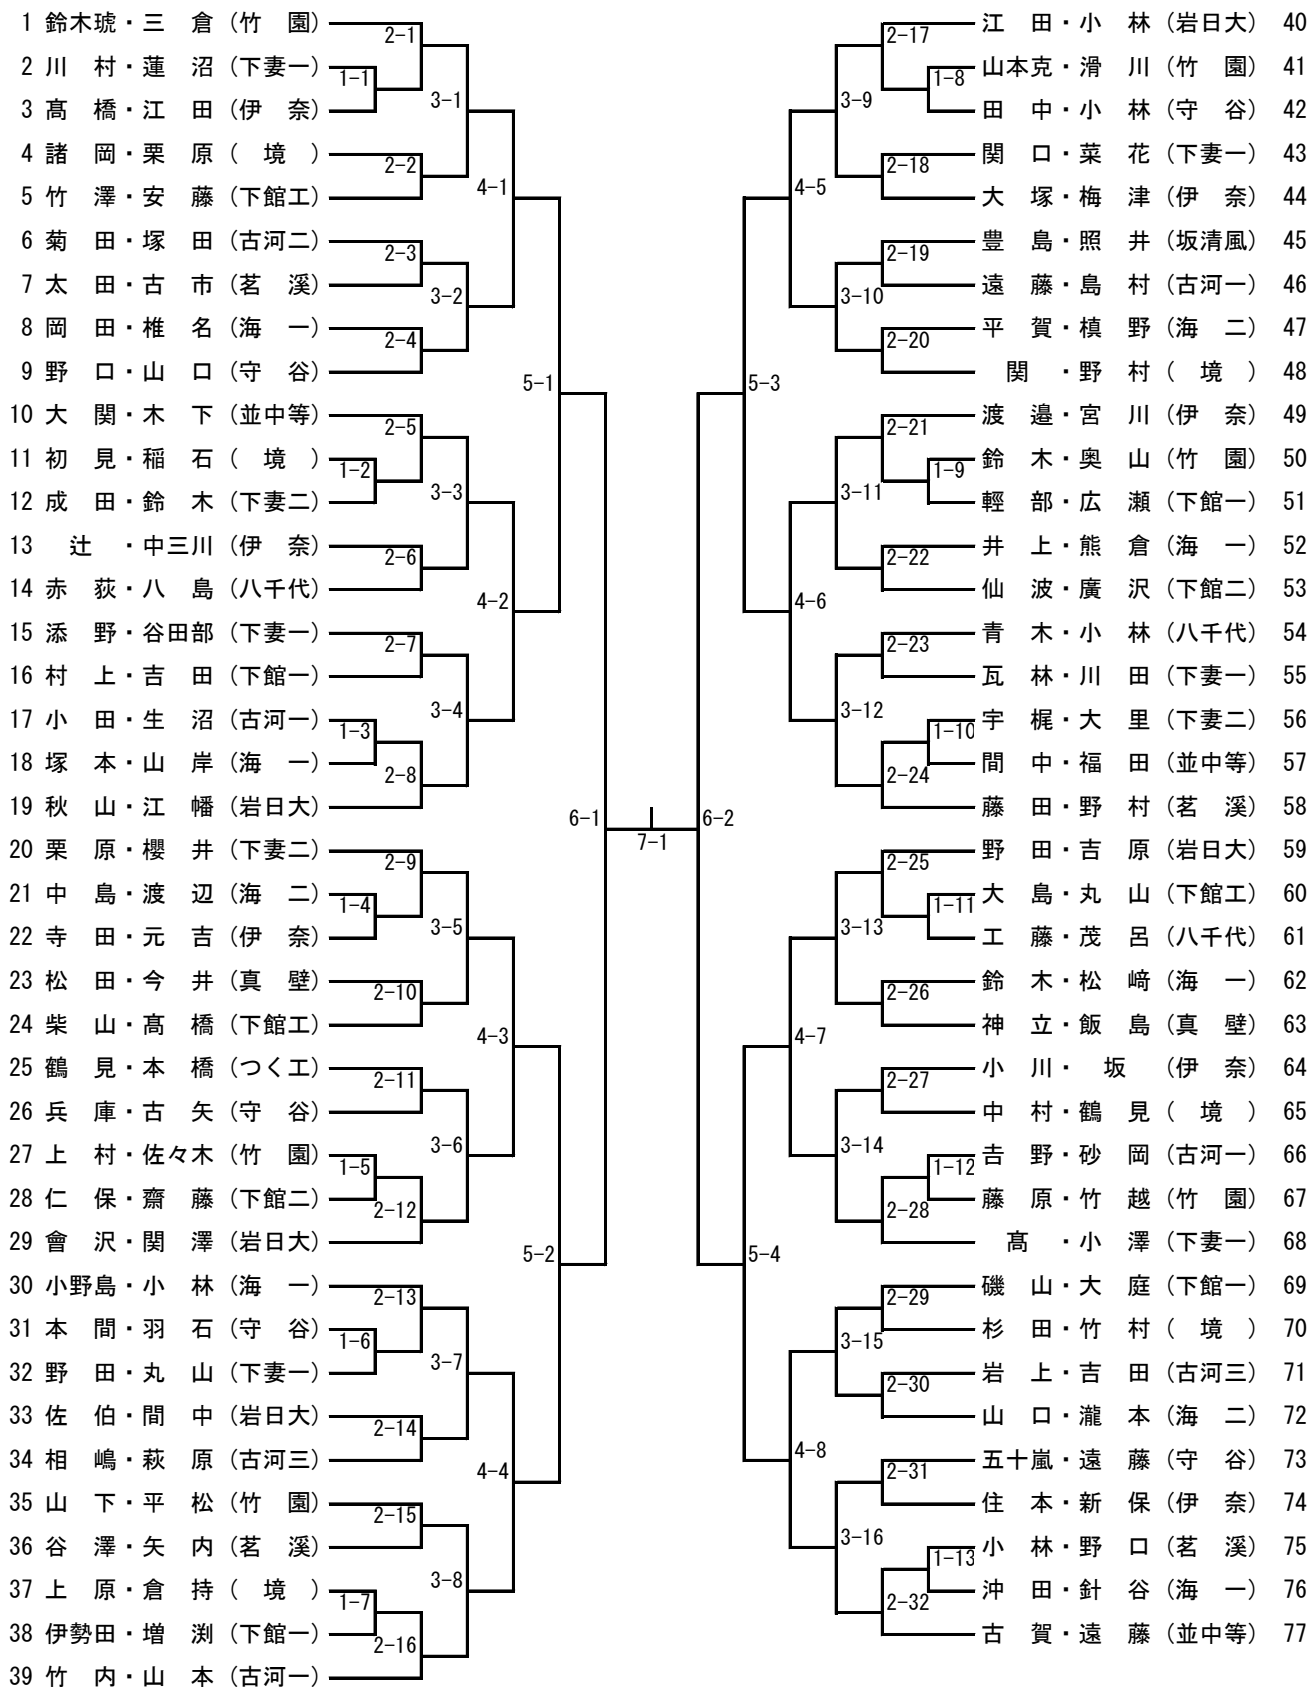 1 鈴木琥・三　倉（竹　園）
2 川　村・蓮　沼（下妻一）
3 髙　橋・江　田（伊　奈）
4 諸　岡・栗　原（　境　）
5 竹　澤・安　藤（下館工）
6 菊　田・塚　田（古河二）
7 太　田・古　市（茗　溪）
8 岡　田・椎　名（海　一）
9 野　口・山　口（守　谷）
10 大　関・木　下（並中等）
11 初　見・稲　石（　境　）
12 成　田・鈴　木（下妻二）
13 　辻　・中三川（伊　奈）
14 赤　荻・八　島（八千代）
15 添　野・谷田部（下妻一）
16 村　上・吉　田（下館一）
17 小　田・生　沼（古河一）
18 塚　本・山　岸（海　一）
19 秋　山・江　幡（岩日大）
20 栗　原・櫻　井（下妻二）
21 中　島・渡　辺（海　二）
22 寺　田・元　吉（伊　奈）
23 松　田・今　井（真　壁）
24 柴　山・髙　橋（下館工）
25 鶴　見・本　橋（つく工）
26 兵　庫・古　矢（守　谷）
27 上　村・佐々木（竹　園）
28 仁　保・齋　藤（下館二）
29 會　沢・関　澤（岩日大）
30 小野島・小　林（海　一）
31 本　間・羽　石（守　谷）
32 野　田・丸　山（下妻一）
33 佐　伯・間　中（岩日大）
34 相　嶋・萩　原（古河三）
35 山　下・平　松（竹　園）
36 谷　澤・矢　内（茗　溪）
37 上　原・倉　持（　境　）
38 伊勢田・増　渕（下館一）
39 竹　内・山　本（古河一）
1-1
1-2
1-3
1-4
1-5
1-6
1-7
2-1
2-2
2-3
2-4
2-5
2-6
2-7
2-8
2-9
2-10
2-11
2-12
2-13
2-14
2-15
2-16
3-1
3-2
3-3
3-4
3-5
3-6
3-7
3-8
4-1
4-2
4-3
4-4
5-1
5-2
6-1
7-1
6-2
5-3
5-4
4-5
4-6
4-7
4-8
3-9
3-10
3-11
3-12
3-13
3-14
3-15
3-16
2-17
2-18
2-19
2-20
2-21
2-22
2-23
2-24
2-25
2-26
2-27
2-28
2-29
2-30
2-31
2-32
1-8
1-9
1-10
1-11
1-12
1-13
江　田・小　林（岩日大） 40
山本克・滑　川（竹　園） 41
田　中・小　林（守　谷） 42
関　口・菜　花（下妻一） 43
大　塚・梅　津（伊　奈） 44
豊　島・照　井（坂清風） 45
遠　藤・島　村（古河一） 46
平　賀・槙　野（海　二） 47
　関　・野　村（　境　） 48
渡　邉・宮　川（伊　奈） 49
鈴　木・奥　山（竹　園） 50
輕　部・広　瀬（下館一） 51
井　上・熊　倉（海　一） 52
仙　波・廣　沢（下館二） 53
青　木・小　林（八千代） 54
瓦　林・川　田（下妻一） 55
宇　梶・大　里（下妻二） 56
間　中・福　田（並中等） 57
藤　田・野　村（茗　溪） 58
野　田・吉　原（岩日大） 59
大　島・丸　山（下館工） 60
工　藤・茂　呂（八千代） 61
鈴　木・松　﨑（海　一） 62
神　立・飯　島（真　壁） 63
小　川・　坂　（伊　奈） 64
中　村・鶴　見（　境　） 65
𠮷　野・砂　岡（古河一） 66
藤　原・竹　越（竹　園） 67
　髙　・小　澤（下妻一） 68
磯　山・大　庭（下館一） 69
杉　田・竹　村（　境　） 70
岩　上・吉　田（古河三） 71
山　口・瀧　本（海　二） 72
五十嵐・遠　藤（守　谷） 73
住　本・新　保（伊　奈） 74
小　林・野　口（茗　溪） 75
沖　田・針　谷（海　一） 76
古　賀・遠　藤（並中等） 77